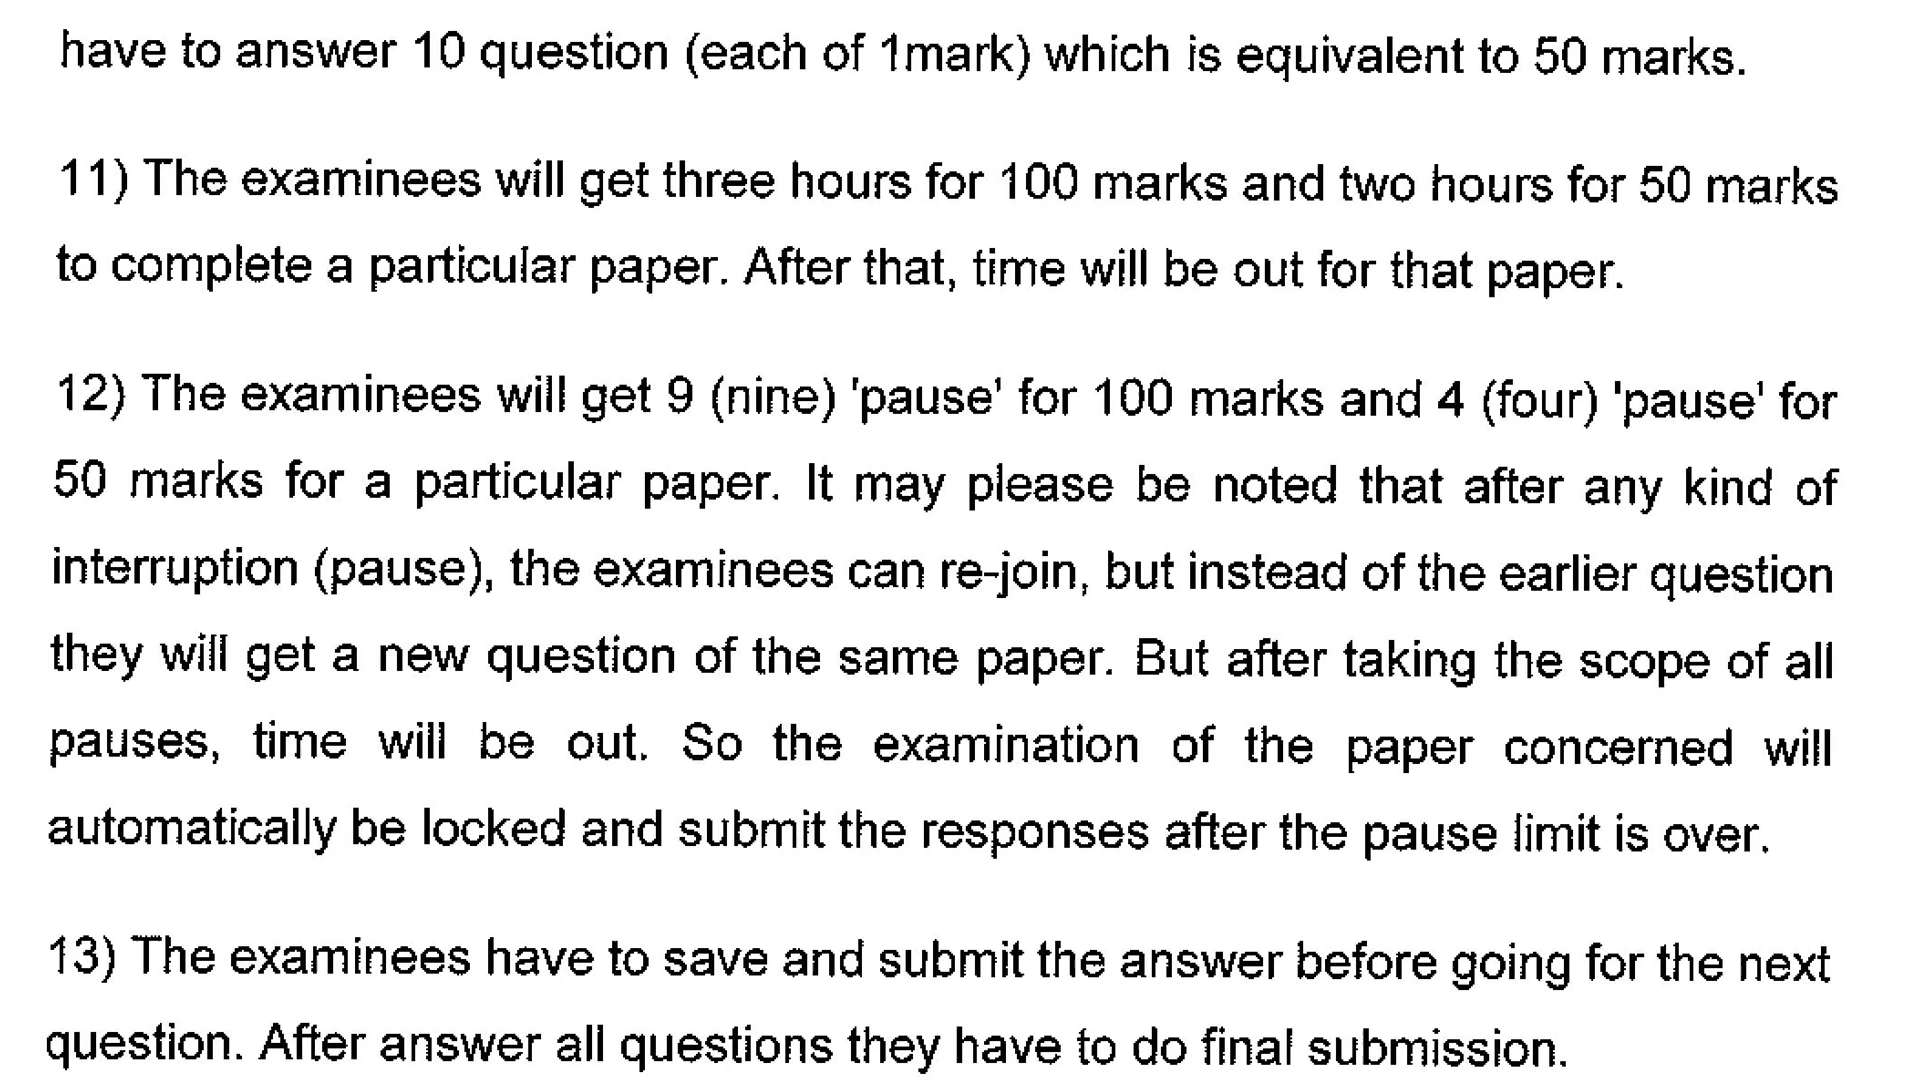 have to answer 10 question (each of 1mark) which is equivalent to 50 marks.
11) The examinees will get three hours for 100 marks and two hours for 50 marks
to complete a particular paper. After that, time will be out for that paper.
12) The examinees will get 9 (nine) 'pause' for 100 marks and 4 (four) 'pause' for
50 marks for a particular paper. It may please be noted that after any kind of
interruption (pause), the examinees can re-join, but instead of the earlier question
they will get a new question of the same paper. But after taking the scope of all
pauses, time will be out. So the examination of the paper concerned will
automatically be locked and submit the responses after the pause limit is over.
13) The examinees have to save and submit the answer before going for the next
question. After answer all questions they have to do final submission.